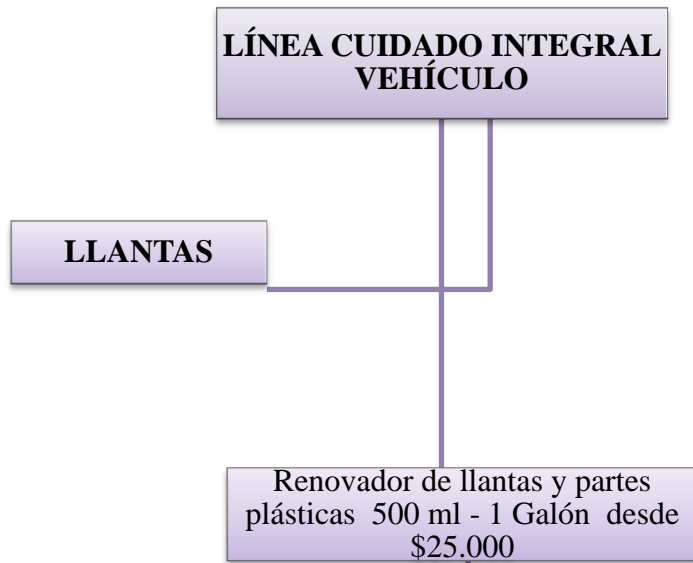 LÍNEA CUIDADO INTEGRAL
VEHÍCULO
LLANTAS
Renovador de llantas y partes
plásticas 500 ml - 1 Galón desde
$25.000